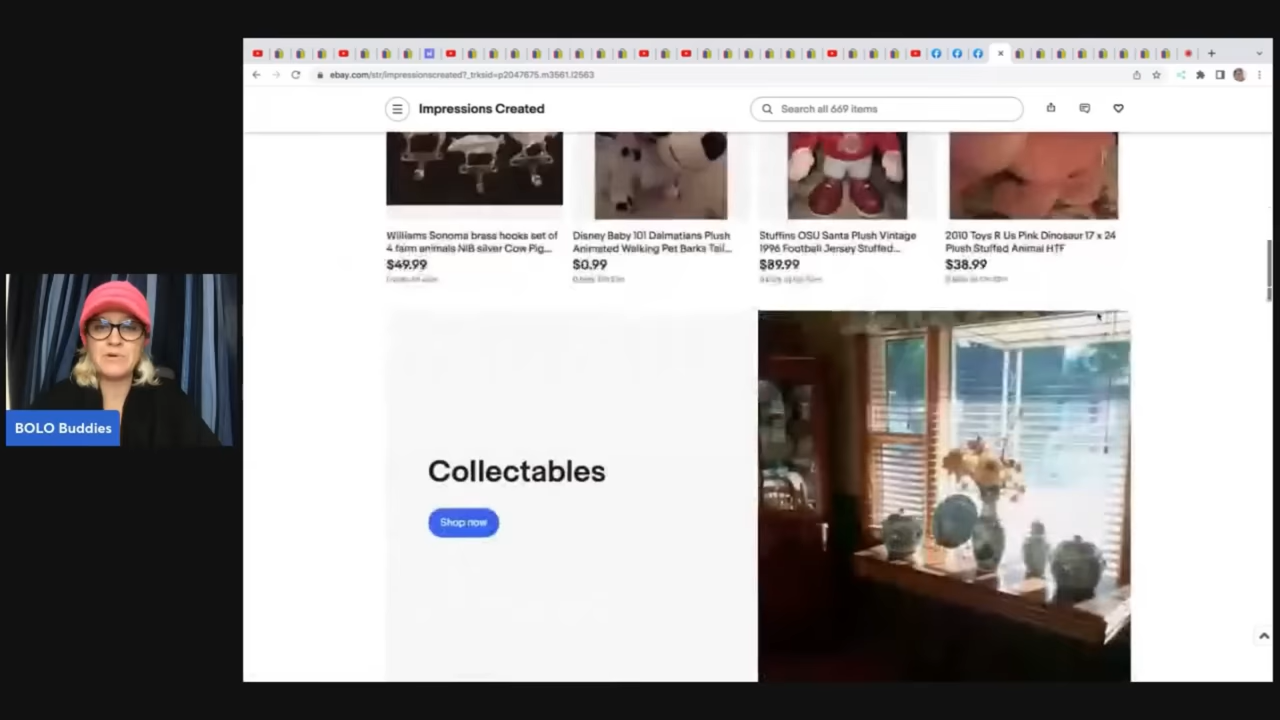 ebay.com/str/impressionscreated?_trksid=p2047675.m3561.l2563
Impressions Created
Search all 669 items
Williams Sonoma brass hooks set of
4 farm animals NIB silver Cow Pig...
$49.99
Disney Baby 101 Dalmatians Plush
Animated Walking Pet Barks Tail...
$0.99
Stuffins OSU Santa Plush Vintage
1996 Football Jersey Stuffed...
$89.99
2010 Toys R Us Pink Dinosaur 17 x 24
Plush Stuffed Animal HTF
$38.99
BOLO Buddies
Collectables
Shop now